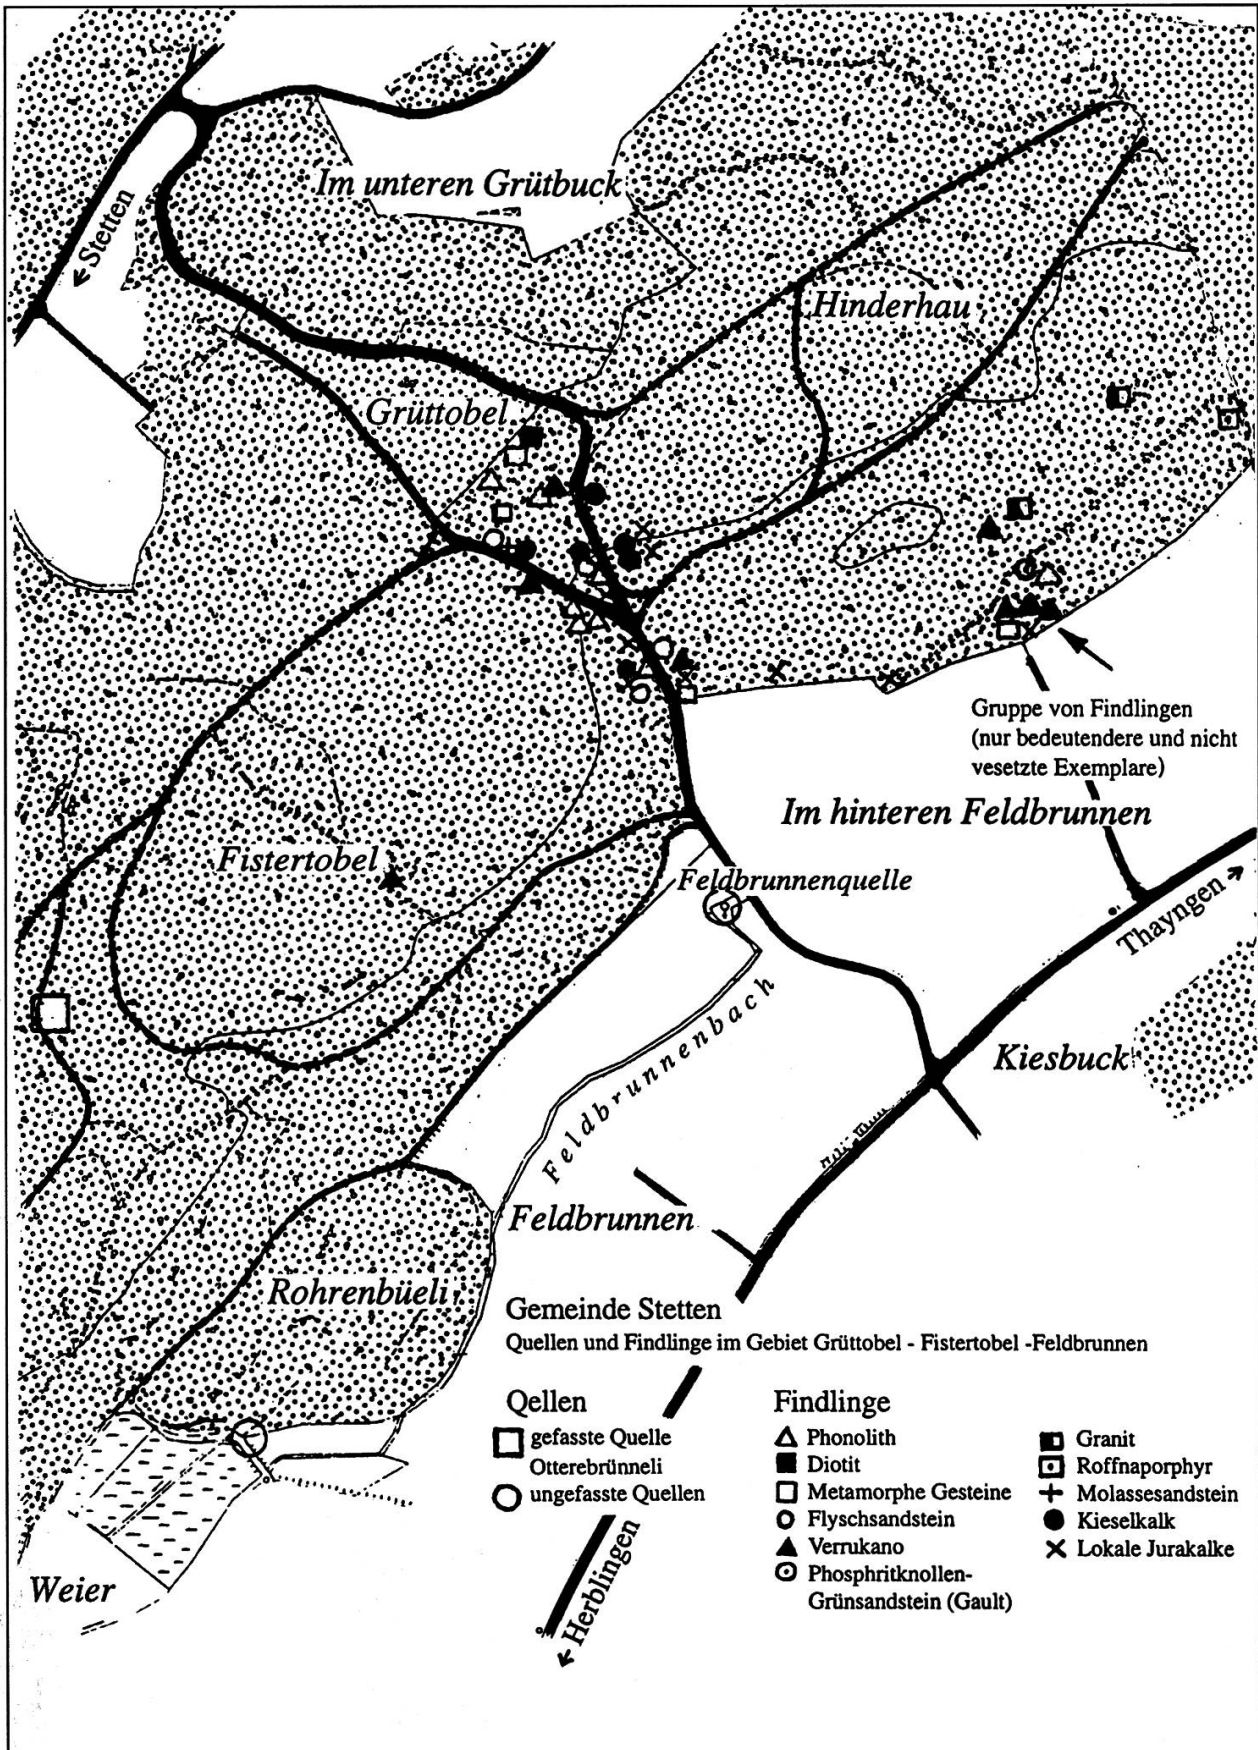 Im unteren Grütbuck
← Stetten
Hinderhau
Grüttobel
Gruppe von Findlingen
(nur bedeutendere und nicht
vesetzte Exemplare)
Im hinteren Feldbrunnen
Fistertobel
Feldbrunnenquelle
Thayngen →
Feldbrunnenbach
Kiesbuck
Feldbrunnen
Rohrenbüeli
Gemeinde Stetten
Quellen und Findlinge im Gebiet Grüttobel - Fistertobel -Feldbrunnen
Qellen
gefasste Quelle
Otterebrünneli
ungefasste Quellen
Findlinge
Phonolith
Diotit
Metamorphe Gesteine
Flyschsandstein
Verrukano
Phosphritknollen-
Grünsandstein (Gault)
Granit
Roffnaporphyr
Molassesandstein
Kieselkalk
Lokale Jurakalke
← Herblingen
Weier